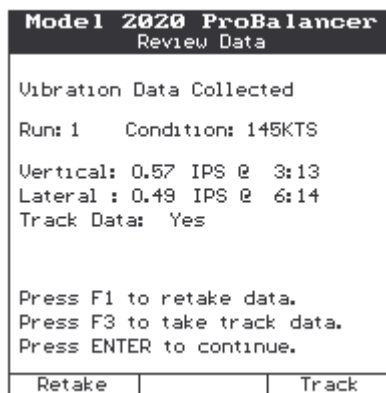 Model 2020 ProBalancer
Review Data
Vibration Data Collected
Run: 1 Condition: 145KTS
Vertical: 0.57 IPS @ 3:13
Lateral : 0.49 IPS @ 6:14
Track Data: Yes
Press F1 to retake data.
Press F3 to take track data.
Press ENTER to continue.
Retake Track